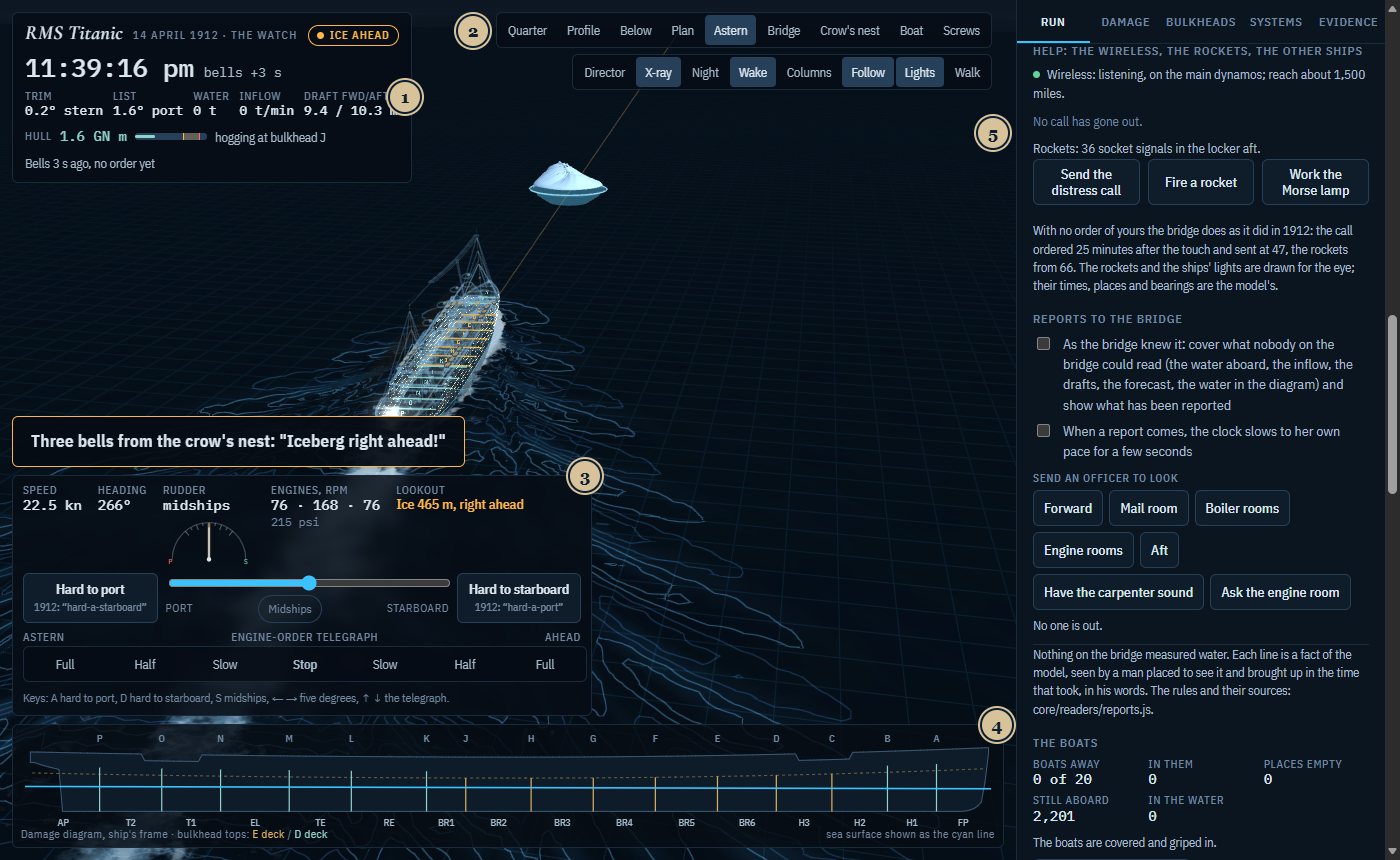 RMS Titanic 14 APRIL 1912 · THE WATCH ICE AHEAD
11:39:16 pm bells +3 s
TRIM LIST WATER INFLOW DRAFT FWD/AFT
0.2° stern 1.6° port 0 t 0 t/min 9.4 / 10.3
HULL 1.6 GN m hogging at bulkhead J
Bells 3 s ago, no order yet
1
2
Quarter Profile Below Plan Astern Bridge Crow's nest Boat Screws
Director X-ray Night Wake Columns Follow Lights Walk
5
Three bells from the crow's nest: "Iceberg right ahead!"
3
SPEED HEADING RUDDER ENGINES, RPM LOOKOUT
22.5 kn 266° midships 76 · 168 · 76 Ice 465 m, right ahead
215 psi
P S
Hard to port
1912: "hard-a-starboard"
PORT Midships STARBOARD
Hard to starboard
1912: "hard-a-port"
ASTERN ENGINE-ORDER TELEGRAPH AHEAD
Full Half Slow Stop Slow Half Full
Keys: A hard to port, D hard to starboard, S midships, ←→ five degrees, ↑ ↓ the telegraph.
4
P O N M L K J H G F E D C B A
AP T2 T1 EL TE RE BR1 BR2 BR3 BR4 BR5 BR6 H3 H2 H1 FP
Damage diagram, ship's frame · bulkhead tops: E deck / D deck sea surface shown as the cyan line
RUN DAMAGE BULKHEADS SYSTEMS EVIDENCE
HELP: THE WIRELESS, THE ROCKETS, THE OTHER SHIPS
Wireless: listening, on the main dynamos; reach about 1,500
miles.
No call has gone out.
Rockets: 36 socket signals in the locker aft.
Send the
distress call
Fire a rocket
Work the
Morse lamp
With no order of yours the bridge does as it did in 1912: the call
ordered 25 minutes after the touch and sent at 47, the rockets
from 66. The rockets and the ships' lights are drawn for the eye;
their times, places and bearings are the model's.
REPORTS TO THE BRIDGE
As the bridge knew it: cover what nobody on the
bridge could read (the water aboard, the inflow, the
drafts, the forecast, the water in the diagram) and
show what has been reported
When a report comes, the clock slows to her own
pace for a few seconds
SEND AN OFFICER TO LOOK
Forward Mail room Boiler rooms
Engine rooms Aft
Have the carpenter sound Ask the engine room
No one is out.
Nothing on the bridge measured water. Each line is a fact of the
model, seen by a man placed to see it and brought up in the time
that took, in his words. The rules and their sources:
core/readers/reports.js.
THE BOATS
BOATS AWAY IN THEM PLACES EMPTY
0 of 20 0 0
STILL ABOARD IN THE WATER
2,201 0
The boats are covered and griped in.